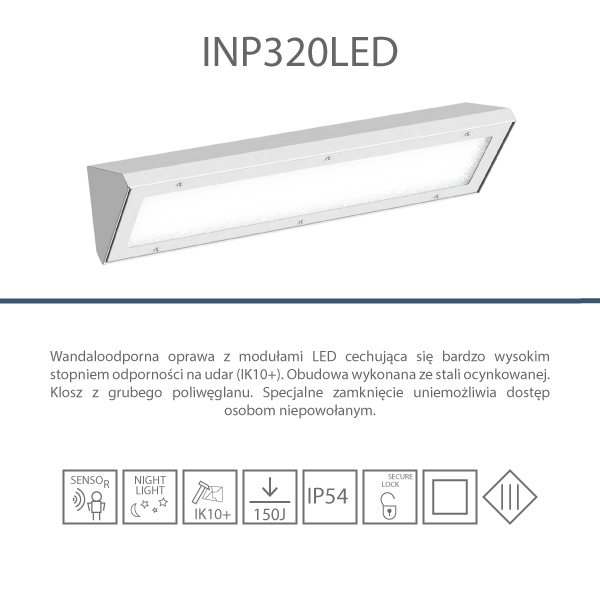 INP320LED
Wandaloodporna oprawa z modułami LED cechująca się bardzo wysokim
stopniem odporności na udar (IK10+). Obudowa wykonana ze stali ocynkowanej.
Klosz z grubego poliwęglanu. Specjalne zamknięcie uniemożliwia dostęp
osobom niepowołanym.
SENSOR
NIGHT
LIGHT
IK10+
150J
IP54
SECURE
LOCK